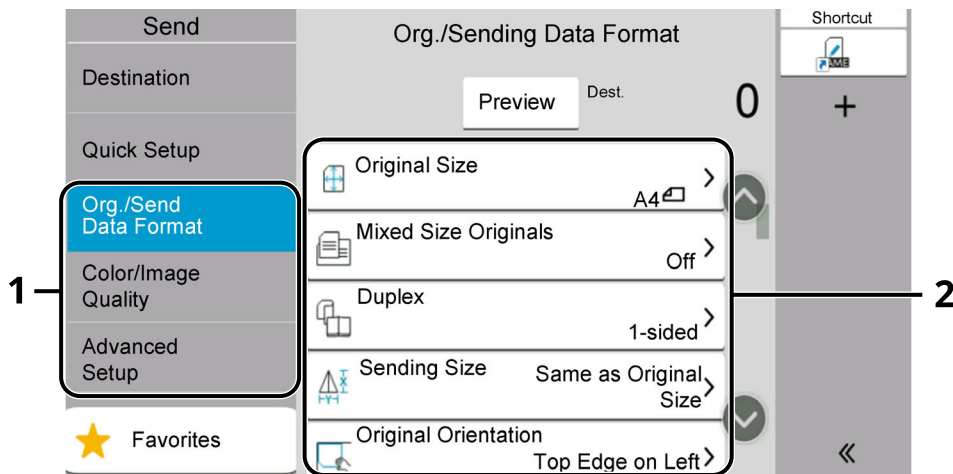 Send
Destination
Quick Setup
Org./Send
Data Format
Color/Image
Quality
Advanced
Setup
Favorites
1
Org./Sending Data Format
Preview
Dest.
0
Original Size
A4
Mixed Size Originals
Off
Duplex
1-sided
Sending Size
Same as Original
Size
Original Orientation
Top Edge on Left
2
Shortcut
+
«